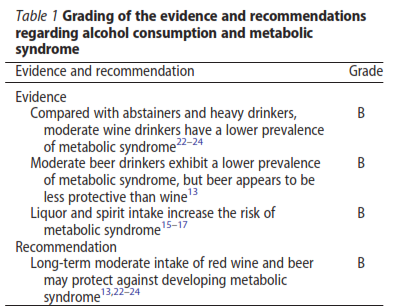 Table 1 Grading of the evidence and recommendations
regarding alcohol consumption and metabolic
syndrome
Evidence and recommendation Grade
Evidence
Compared with abstainers and heavy drinkers, B
moderate wine drinkers have a lower prevalence
of metabolic syndrome22–24
Moderate beer drinkers exhibit a lower prevalence B
of metabolic syndrome, but beer appears to be
less protective than wine13
Liquor and spirit intake increase the risk of B
metabolic syndrome15–17
Recommendation
Long-term moderate intake of red wine and beer B
may protect against developing metabolic
syndrome13,22–24